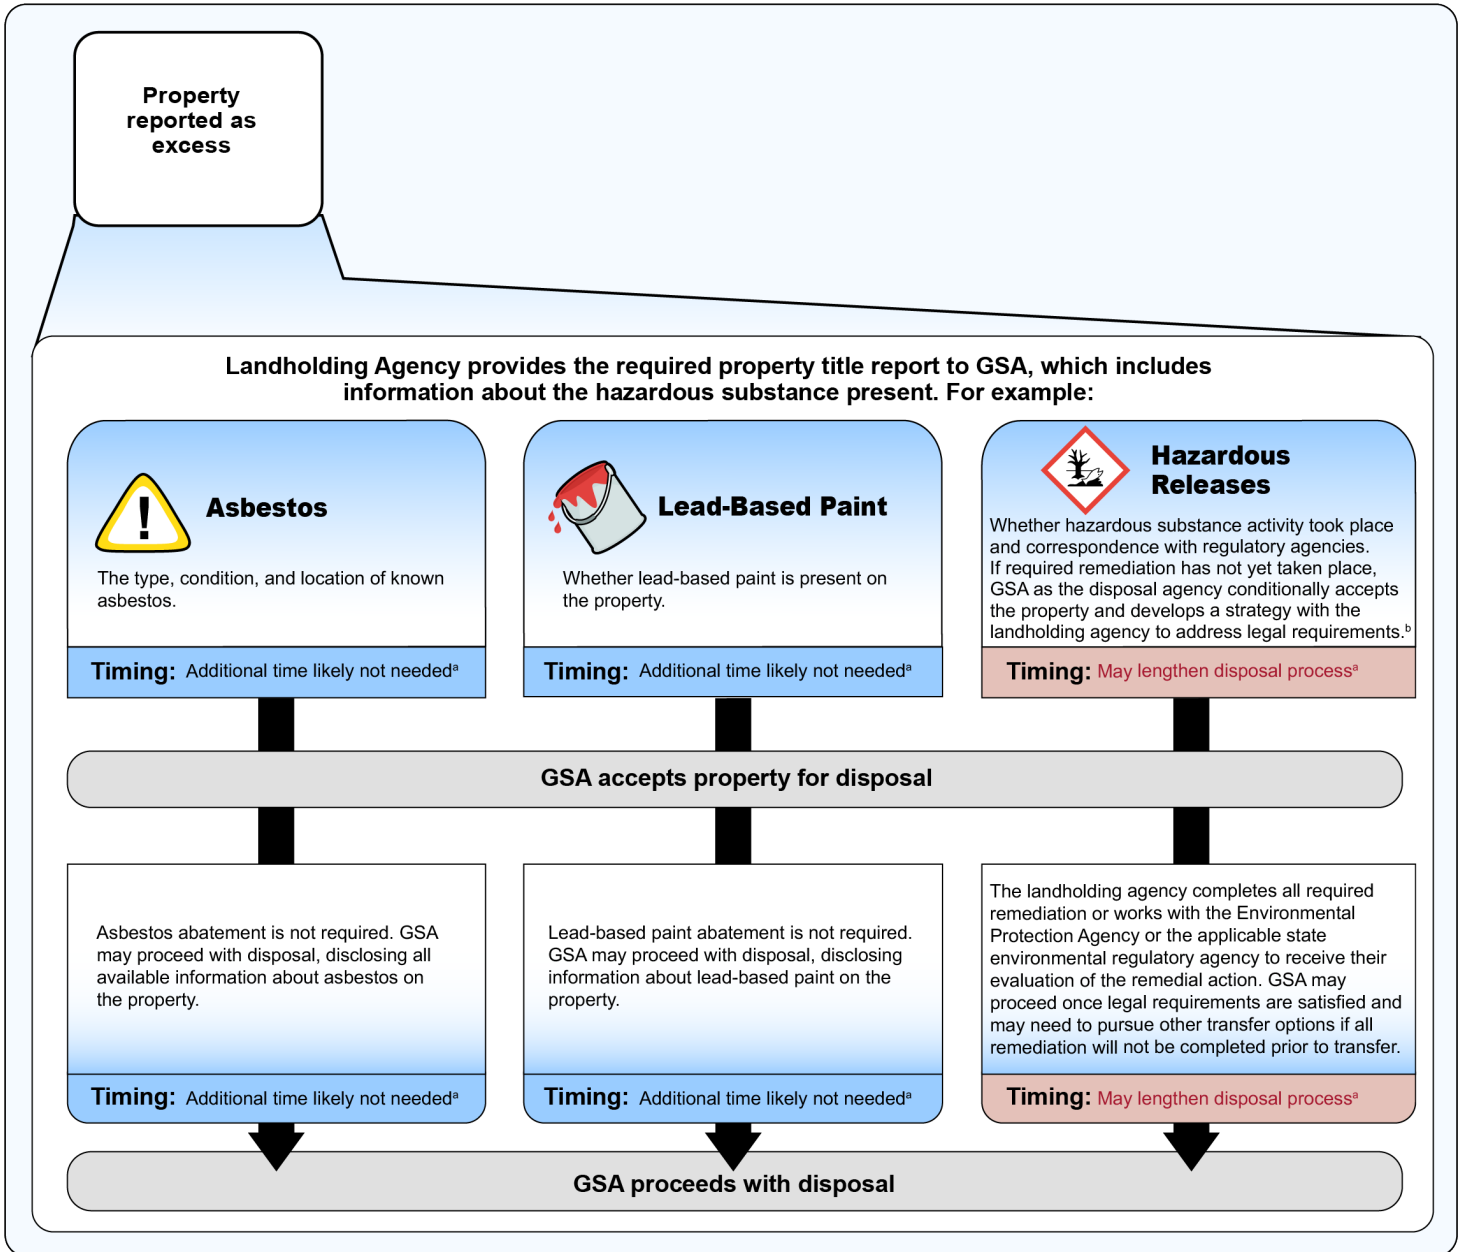 Property
reported as
excess
Landholding Agency provides the required property title report to GSA, which includes
information about the hazardous substance present. For example:
Asbestos
The type, condition, and location of known
asbestos.
Timing: Additional time likely not neededᵃ
Lead-Based Paint
Whether lead-based paint is present on
the property.
Timing: Additional time likely not neededᵃ
Hazardous
Releases
Whether hazardous substance activity took place
and correspondence with regulatory agencies.
If required remediation has not yet taken place,
GSA as the disposal agency conditionally accepts
the property and develops a strategy with the
landholding agency to address legal requirements.ᵇ
Timing: May lengthen disposal processᵃ
GSA accepts property for disposal
Asbestos abatement is not required. GSA
may proceed with disposal, disclosing all
available information about asbestos on
the property.
Timing: Additional time likely not neededᵃ
Lead-based paint abatement is not required.
GSA may proceed with disposal, disclosing
information about lead-based paint on the
property.
Timing: Additional time likely not neededᵃ
The landholding agency completes all required
remediation or works with the Environmental
Protection Agency or the applicable state
environmental regulatory agency to receive their
evaluation of the remedial action. GSA may
proceed once legal requirements are satisfied and
may need to pursue other transfer options if all
remediation will not be completed prior to transfer.
Timing: May lengthen disposal processᵃ
GSA proceeds with disposal